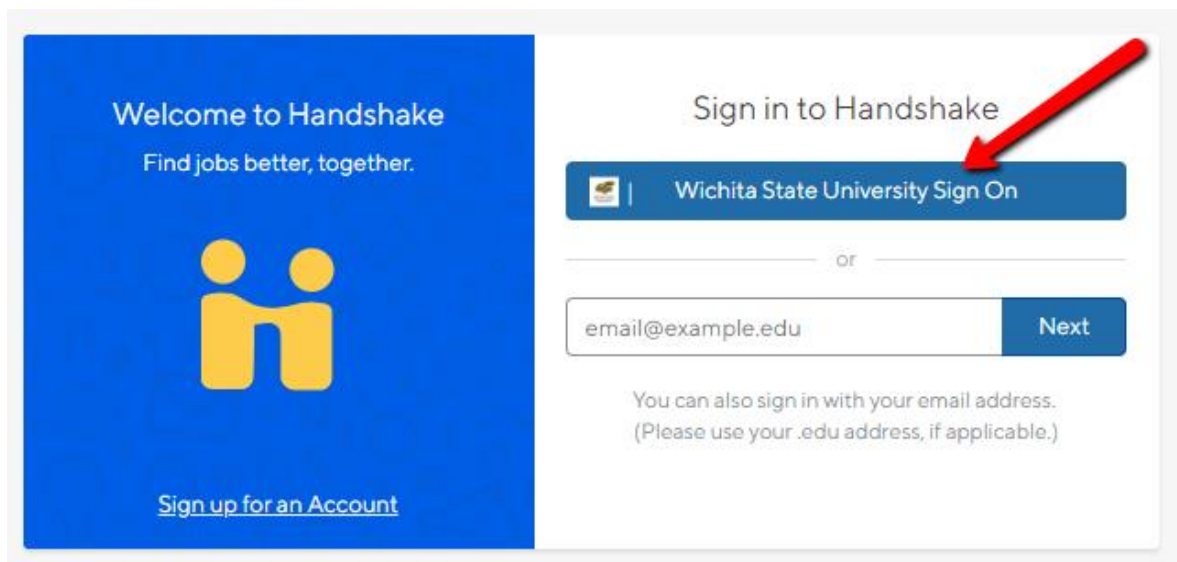 Welcome to Handshake
Find jobs better, together.
Sign up for an Account
Sign in to Handshake
| Wichita State University Sign On
or
email@example.edu
Next
You can also sign in with your email address.
(Please use your .edu address, if applicable.)